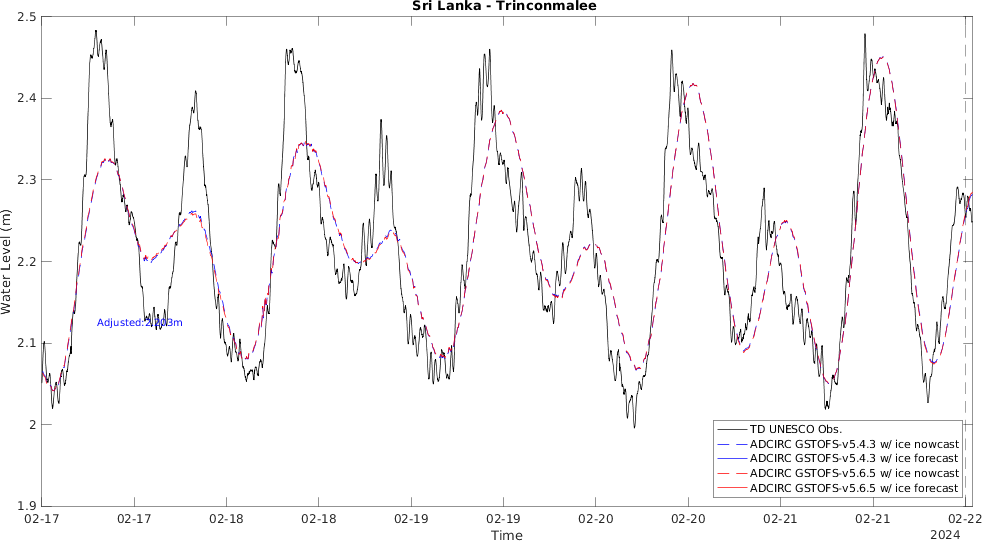 Sri Lanka - Trinconmalee
2.5
2.4
2.3
2.2
2.1
2
1.9
Water Level (m)
Adjusted:2.203m
TD UNESCO Obs.
ADCIRC GSTOFS-v5.4.3 w/ ice nowcast
ADCIRC GSTOFS-v5.4.3 w/ ice forecast
ADCIRC GSTOFS-v5.6.5 w/ ice nowcast
ADCIRC GSTOFS-v5.6.5 w/ ice forecast
02-17 02-17 02-18 02-18 02-19 02-19 02-20 02-20 02-21 02-21 02-22
Time
2024